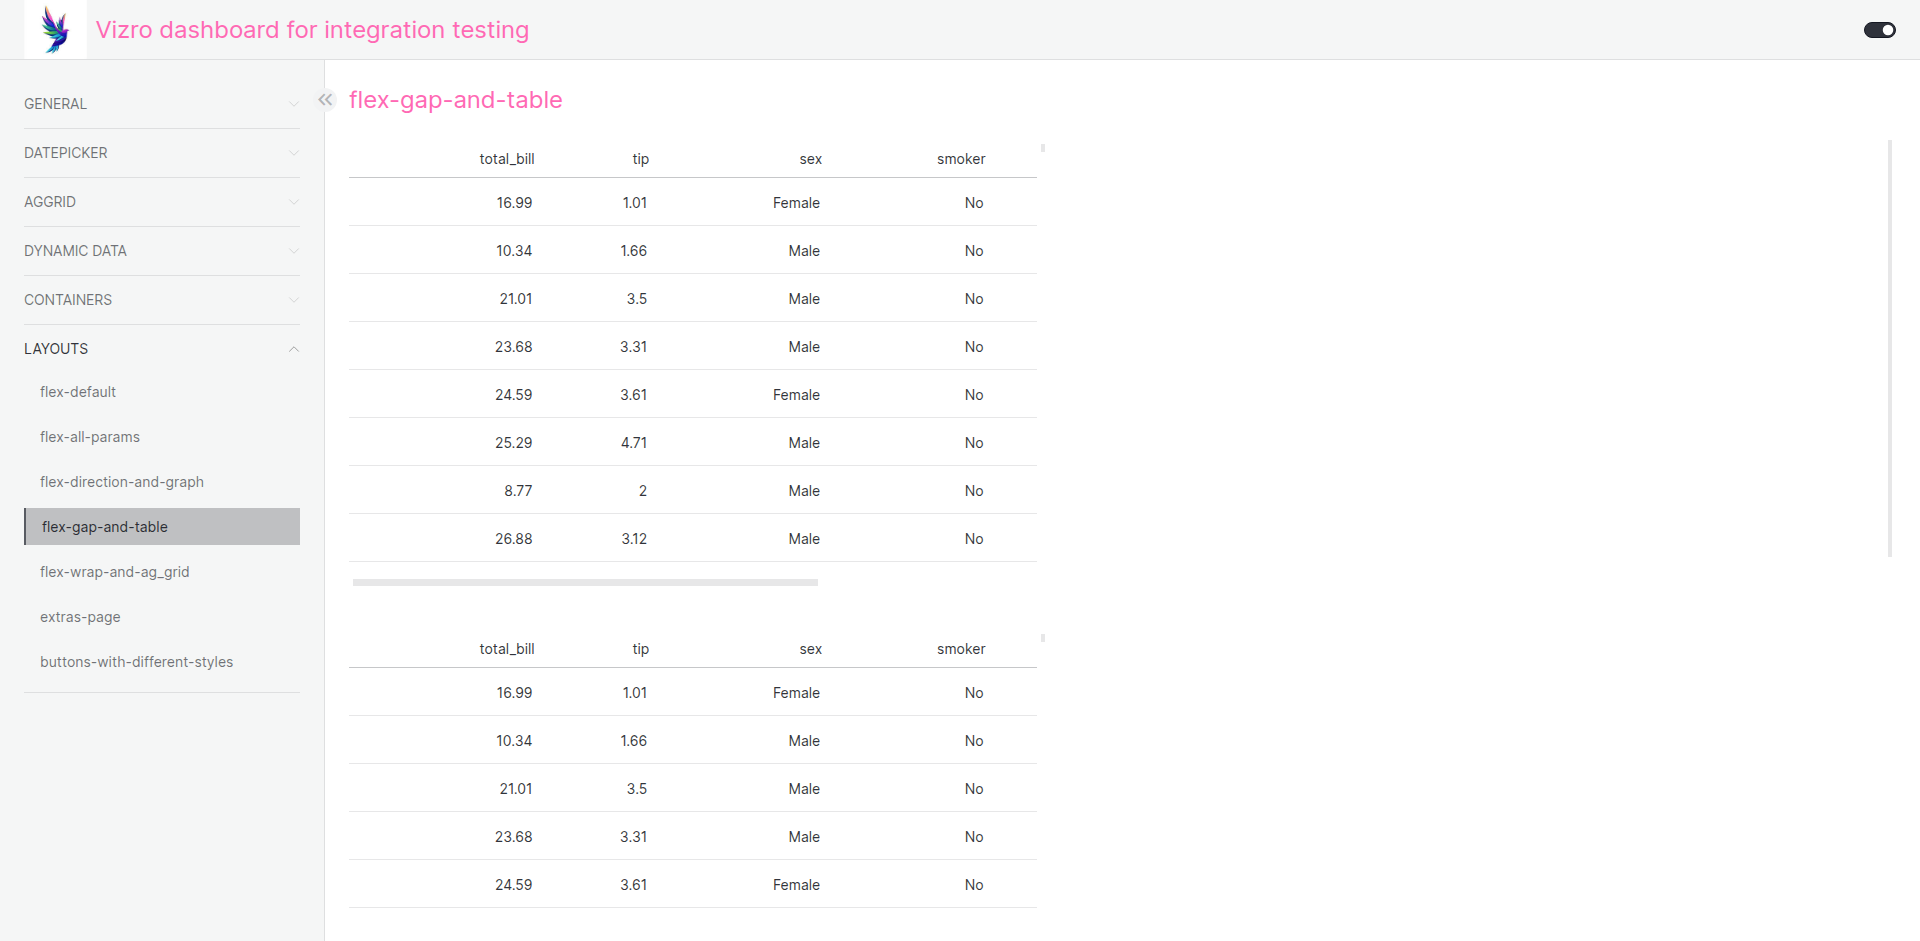 Vizro dashboard for integration testing
GENERAL
DATEPICKER
AGGRID
DYNAMIC DATA
CONTAINERS
LAYOUTS
flex-default
flex-all-params
flex-direction-and-graph
flex-gap-and-table
flex-wrap-and-ag_grid
extras-page
buttons-with-different-styles
flex-gap-and-table
total_bill tip sex smoker
16.99 1.01 Female No
10.34 1.66 Male No
21.01 3.5 Male No
23.68 3.31 Male No
24.59 3.61 Female No
25.29 4.71 Male No
8.77 2 Male No
26.88 3.12 Male No
total_bill tip sex smoker
16.99 1.01 Female No
10.34 1.66 Male No
21.01 3.5 Male No
23.68 3.31 Male No
24.59 3.61 Female No